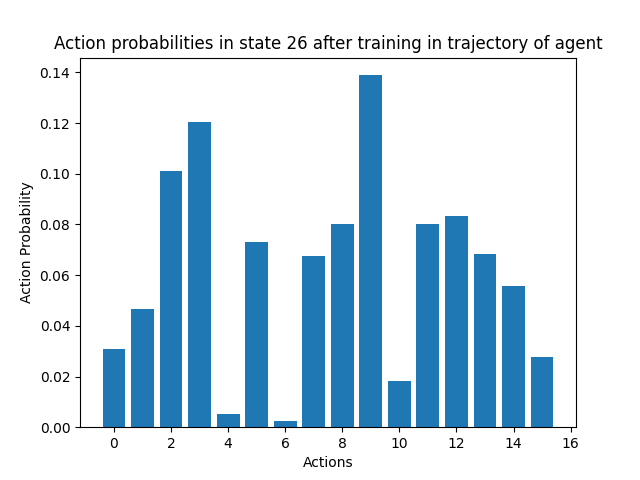 Action probabilities in state 26 after training in trajectory of agent
0.14
0.12
0.10
0.08
0.06
0.04
0.02
0.00
Action Probability
0 2 4 6 8 10 12 14 16
Actions